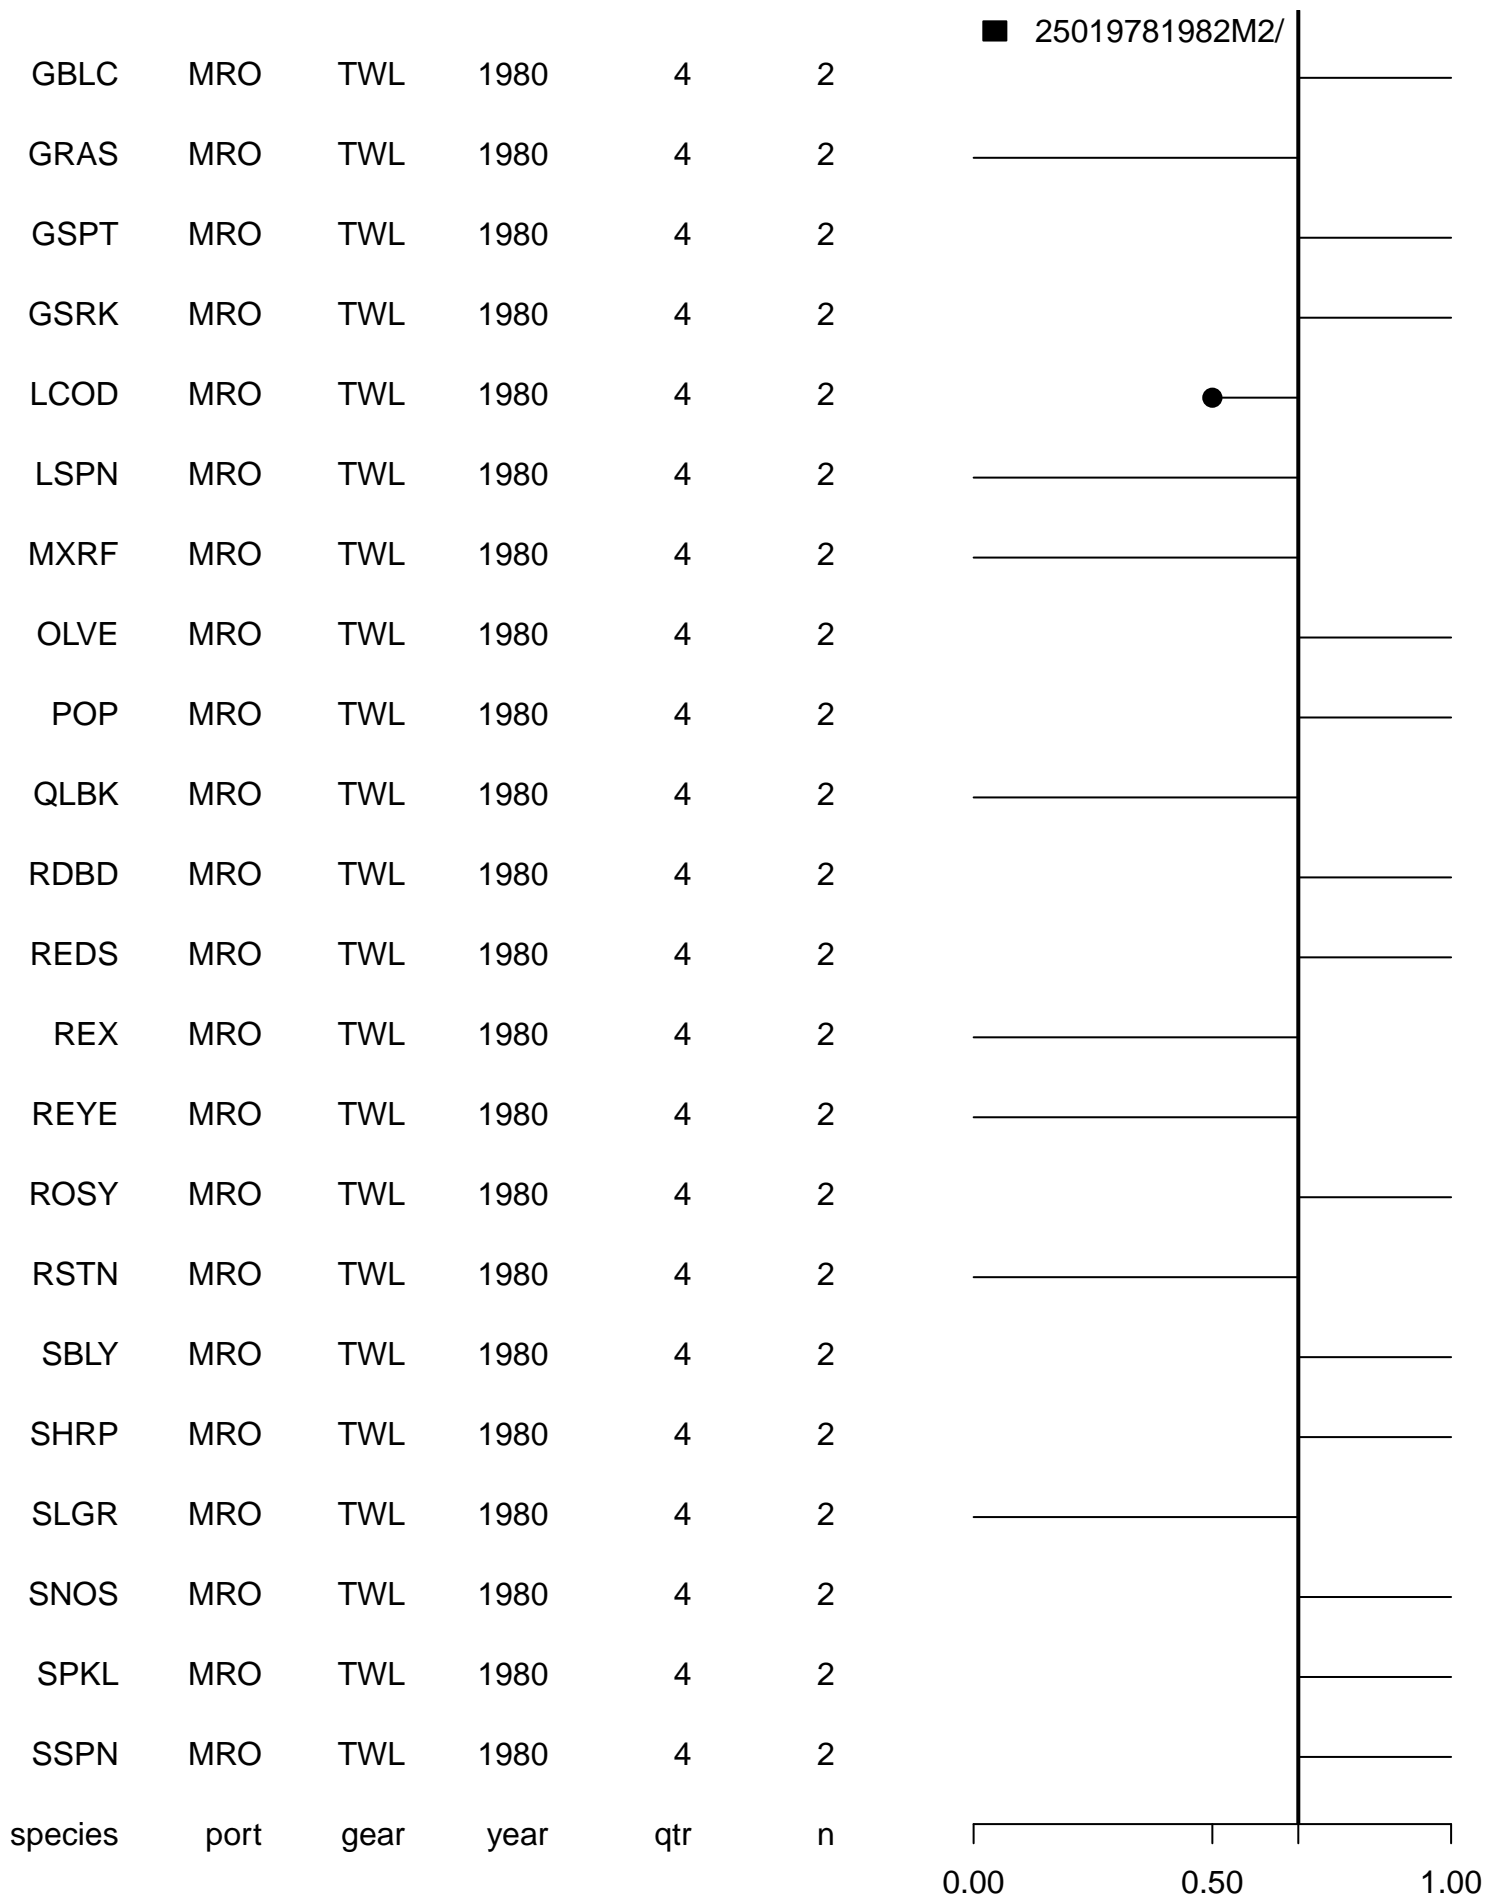 25019781982M2/
GBLC MRO TWL 1980 4 2
GRAS MRO TWL 1980 4 2
GSPT MRO TWL 1980 4 2
GSRK MRO TWL 1980 4 2
LCOD MRO TWL 1980 4 2
LSPN MRO TWL 1980 4 2
MXRF MRO TWL 1980 4 2
OLVE MRO TWL 1980 4 2
POP MRO TWL 1980 4 2
QLBK MRO TWL 1980 4 2
RDBD MRO TWL 1980 4 2
REDS MRO TWL 1980 4 2
REX MRO TWL 1980 4 2
REYE MRO TWL 1980 4 2
ROSY MRO TWL 1980 4 2
RSTN MRO TWL 1980 4 2
SBLY MRO TWL 1980 4 2
SHRP MRO TWL 1980 4 2
SLGR MRO TWL 1980 4 2
SNOS MRO TWL 1980 4 2
SPKL MRO TWL 1980 4 2
SSPN MRO TWL 1980 4 2
species port gear year qtr n
0.00 0.50 1.00